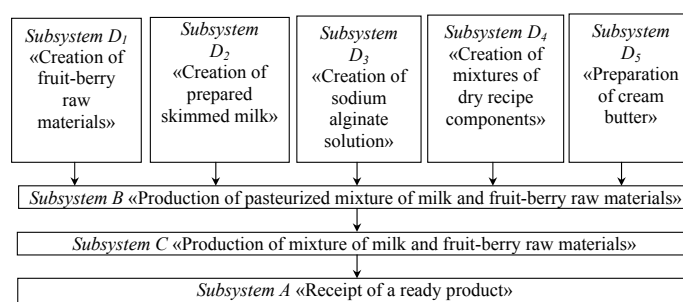 Subsystem D1
«Creation of
fruit-berry
raw
materials»
Subsystem
D2
«Creation of
prepared
skimmed milk»
Subsystem
D3
«Creation of
sodium
alginate
solution»
Subsystem D4
«Creation of
mixtures of
dry recipe
components»
Subsystem
D5
«Preparation
of cream
butter»
Subsystem B «Production of pasteurized mixture of milk and fruit-berry raw materials»
Subsystem C «Production of mixture of milk and fruit-berry raw materials»
Subsystem A «Receipt of a ready product»